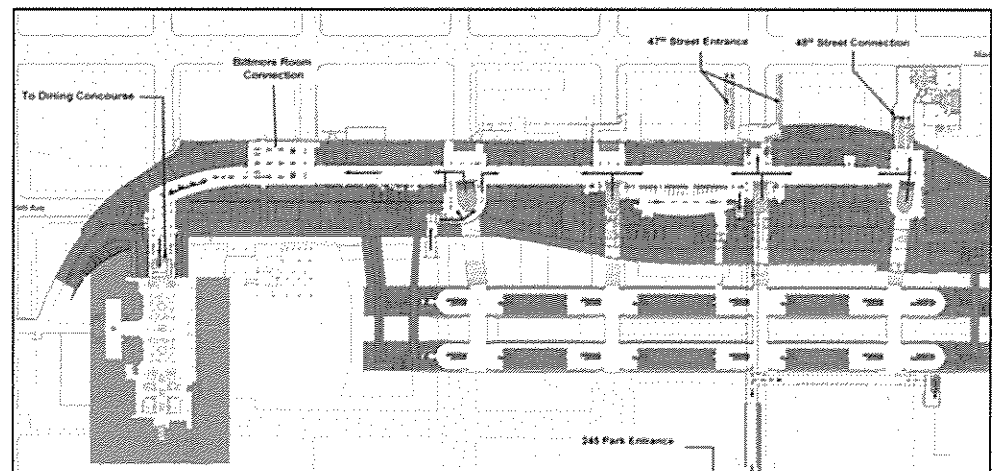 47th Street Entrance
48th Street Connection
Biltmore Room
Connection
To Dining Concourse
245 Park Entrance